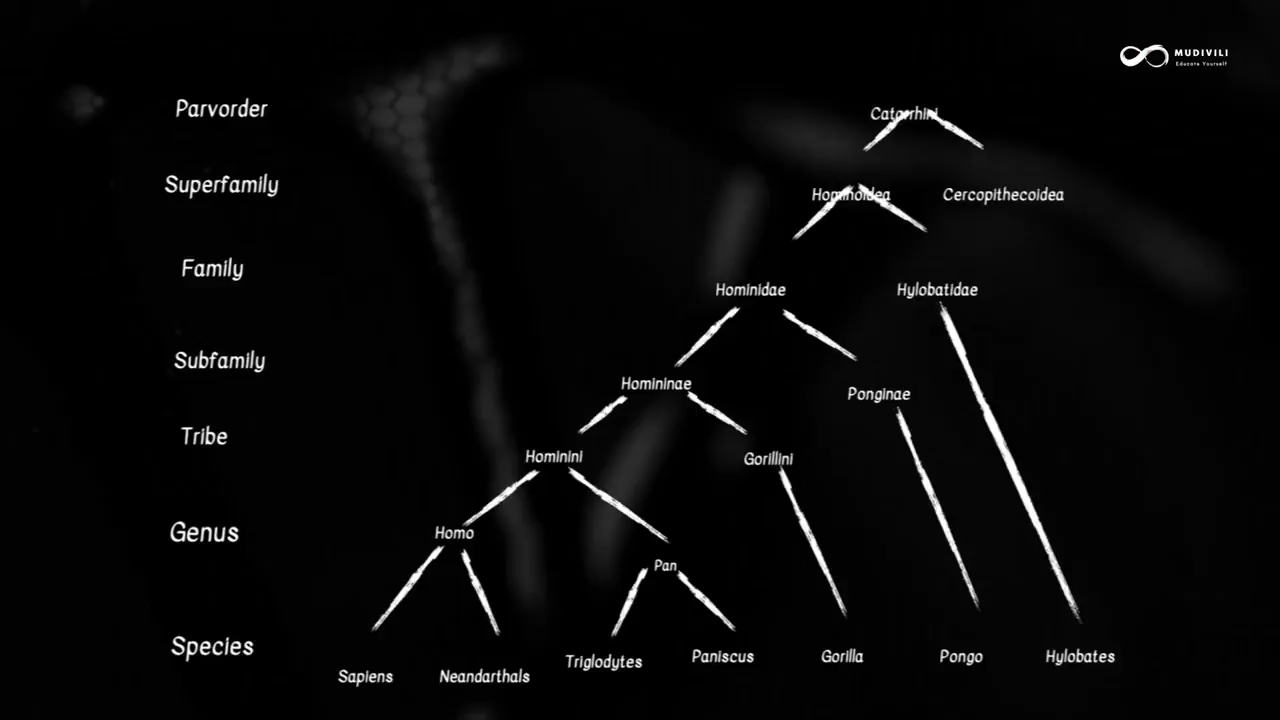 MUDIVILI
Educate Yourself
Parvorder
Catarrhini
Superfamily
Hominoidea
Cercopithecoidea
Family
Hominidae
Hylobatidae
Subfamily
Homininae
Ponginae
Tribe
Hominini
Gorillini
Genus
Homo
Pan
Species
Sapiens
Neandarthals
Triglodytes
Paniscus
Gorilla
Pongo
Hylobates